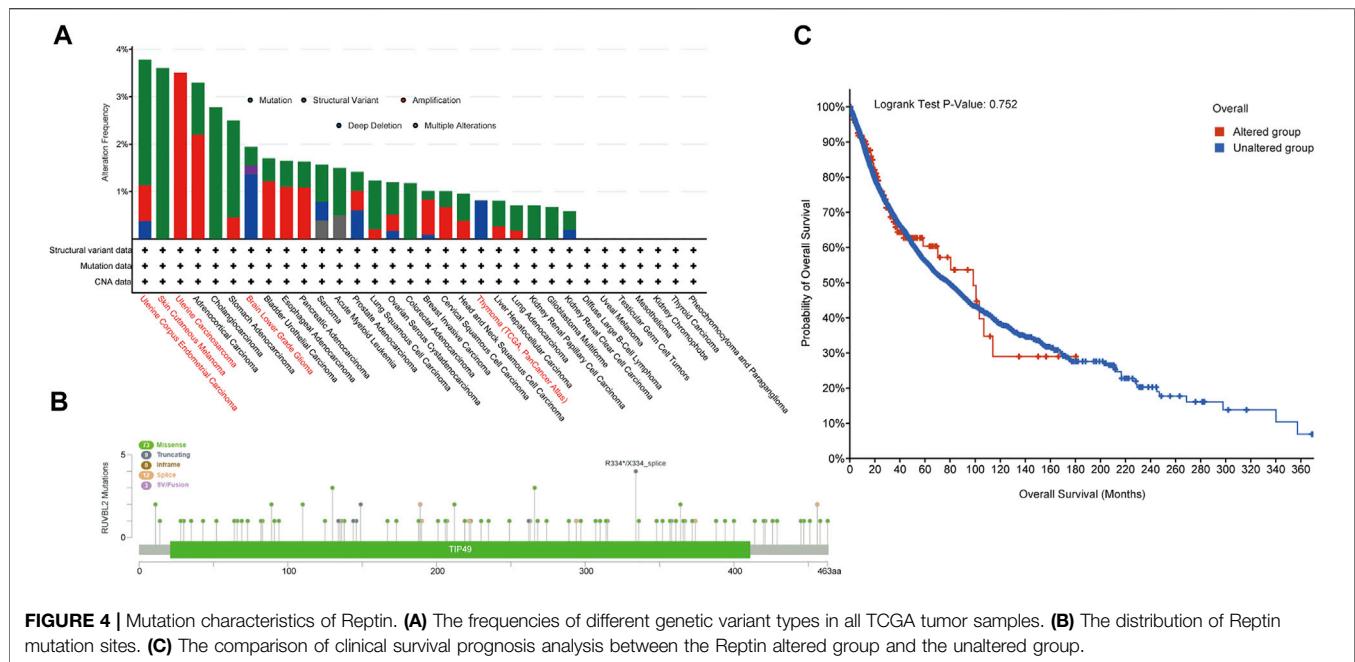 A
4%
3%
2%
1%
Alteration Frequency
Mutation
Structural Variant
Amplification
Deep Deletion
Multiple Alterations
Structural variant data
Mutation data
CNA data
Uterine Corpus Endometrial Carcinoma
Skin Cutaneous Melanoma
Uterine Carcinosarcoma
Adrenocortical Carcinoma
Cholangiocarcinoma
Stomach Adenocarcinoma
Brain Lower Grade Glioma
Bladder Urothelial Carcinoma
Esophageal Adenocarcinoma
Pancreatic Adenocarcinoma
Sarcoma
Acute Myeloid Leukemia
Prostate Adenocarcinoma
Lung Squamous Cell Carcinoma
Ovarian Serous Cystadenocarcinoma
Colorectal Adenocarcinoma
Breast Invasive Carcinoma
Cervical Squamous Cell Carcinoma
Head and Neck Squamous Cell Carcinoma
Thymoma (TCGA, PanCancer Atlas)
Liver Hepatocellular Carcinoma
Lung Adenocarcinoma
Kidney Renal Papillary Cell Carcinoma
Glioblastoma Multiforme
Kidney Renal Clear Cell Carcinoma
Diffuse Large B-Cell Lymphoma
Uveal Melanoma
Testicular Germ Cell Tumors
Mesothelioma
Kidney Chromophobe
Thyroid Carcinoma
Pheochromocytoma and Paraganglioma
B
73 Missense
9 Truncating
Inframe
12 Splice
3 SV/Fusion
5
0
RUVBL2 Mutations
R334*/X334_splice
TIP49
0 100 200 300 400 463aa
C
Logrank Test P-Value: 0.752
Overall
Altered group
Unaltered group
100%
90%
80%
70%
60%
50%
40%
30%
20%
10%
0%
Probability of Overall Survival
0 20 40 60 80 100 120 140 160 180 200 220 240 260 280 300 320 340 360
Overall Survival (Months)
FIGURE 4 | Mutation characteristics of Reptin. (A) The frequencies of different genetic variant types in all TCGA tumor samples. (B) The distribution of Reptin
mutation sites. (C) The comparison of clinical survival prognosis analysis between the Reptin altered group and the unaltered group.